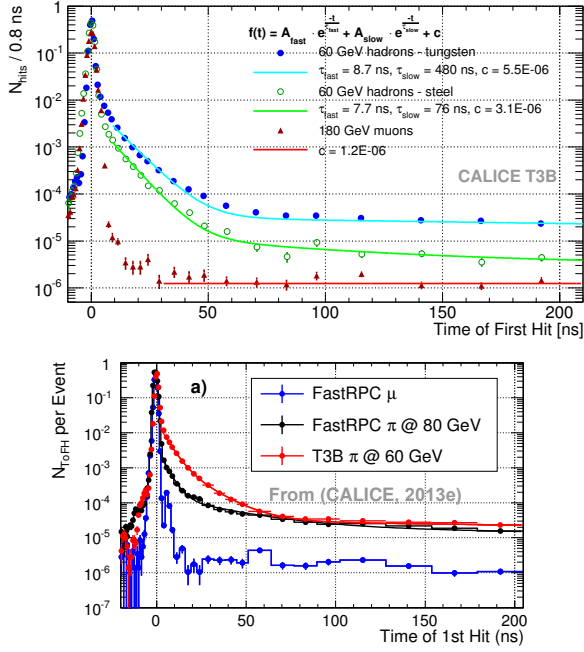 f(t) = A_fast · e^{-t/τ_fast} + A_slow · e^{-t/τ_slow} + c
60 GeV hadrons - tungsten
τ_fast = 8.7 ns, τ_slow = 480 ns, c = 5.5E-06
60 GeV hadrons - steel
τ_fast = 7.7 ns, τ_slow = 76 ns, c = 3.1E-06
180 GeV muons
c = 1.2E-06
CALICE T3B
N_hits / 0.8 ns
1
10^-1
10^-2
10^-3
10^-4
10^-5
10^-6
0 50 100 150 200
Time of First Hit [ns]
a)
FastRPC μ
FastRPC π @ 80 GeV
T3B π @ 60 GeV
From (CALICE, 2013e)
N_ToFH per Event
1
10^-1
10^-2
10^-3
10^-4
10^-5
10^-6
10^-7
0 50 100 150 200
Time of 1st Hit (ns)